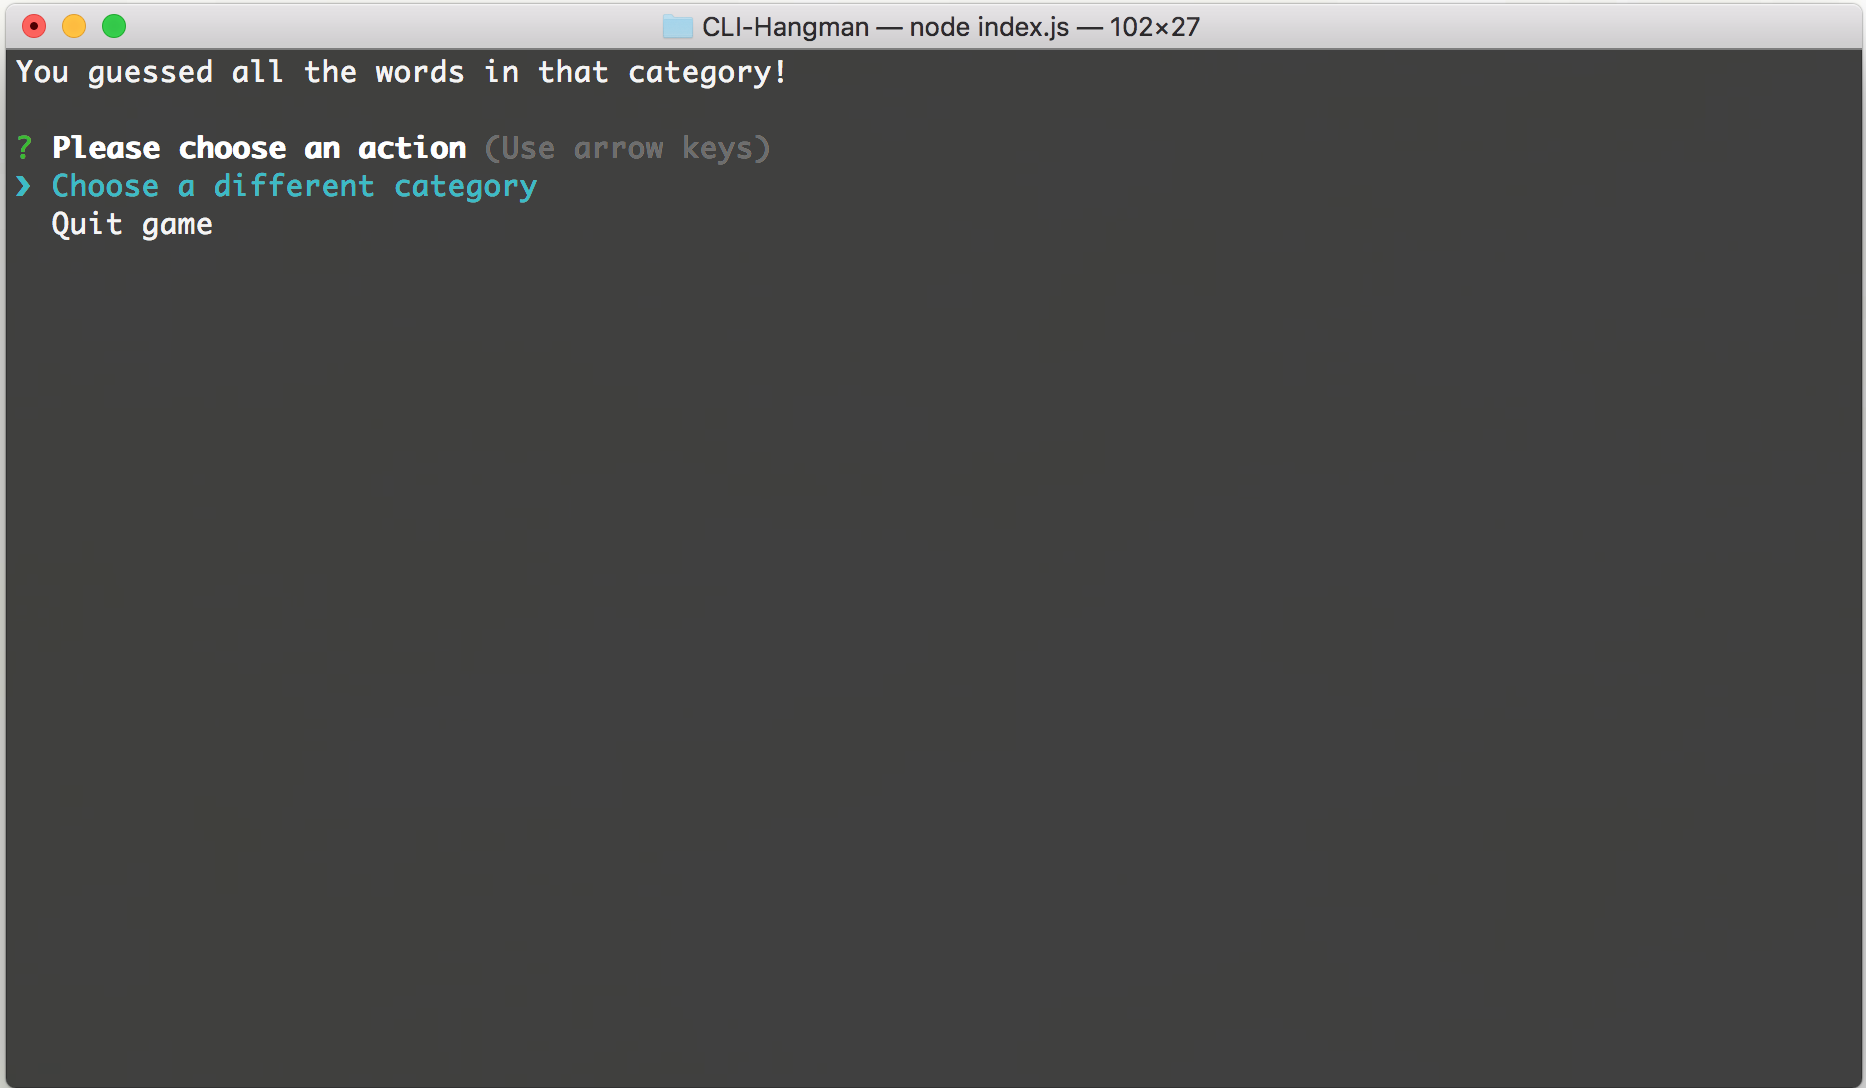 CLI-Hangman — node index.js — 102×27
You guessed all the words in that category!
? Please choose an action (Use arrow keys)
❯ Choose a different category
Quit game